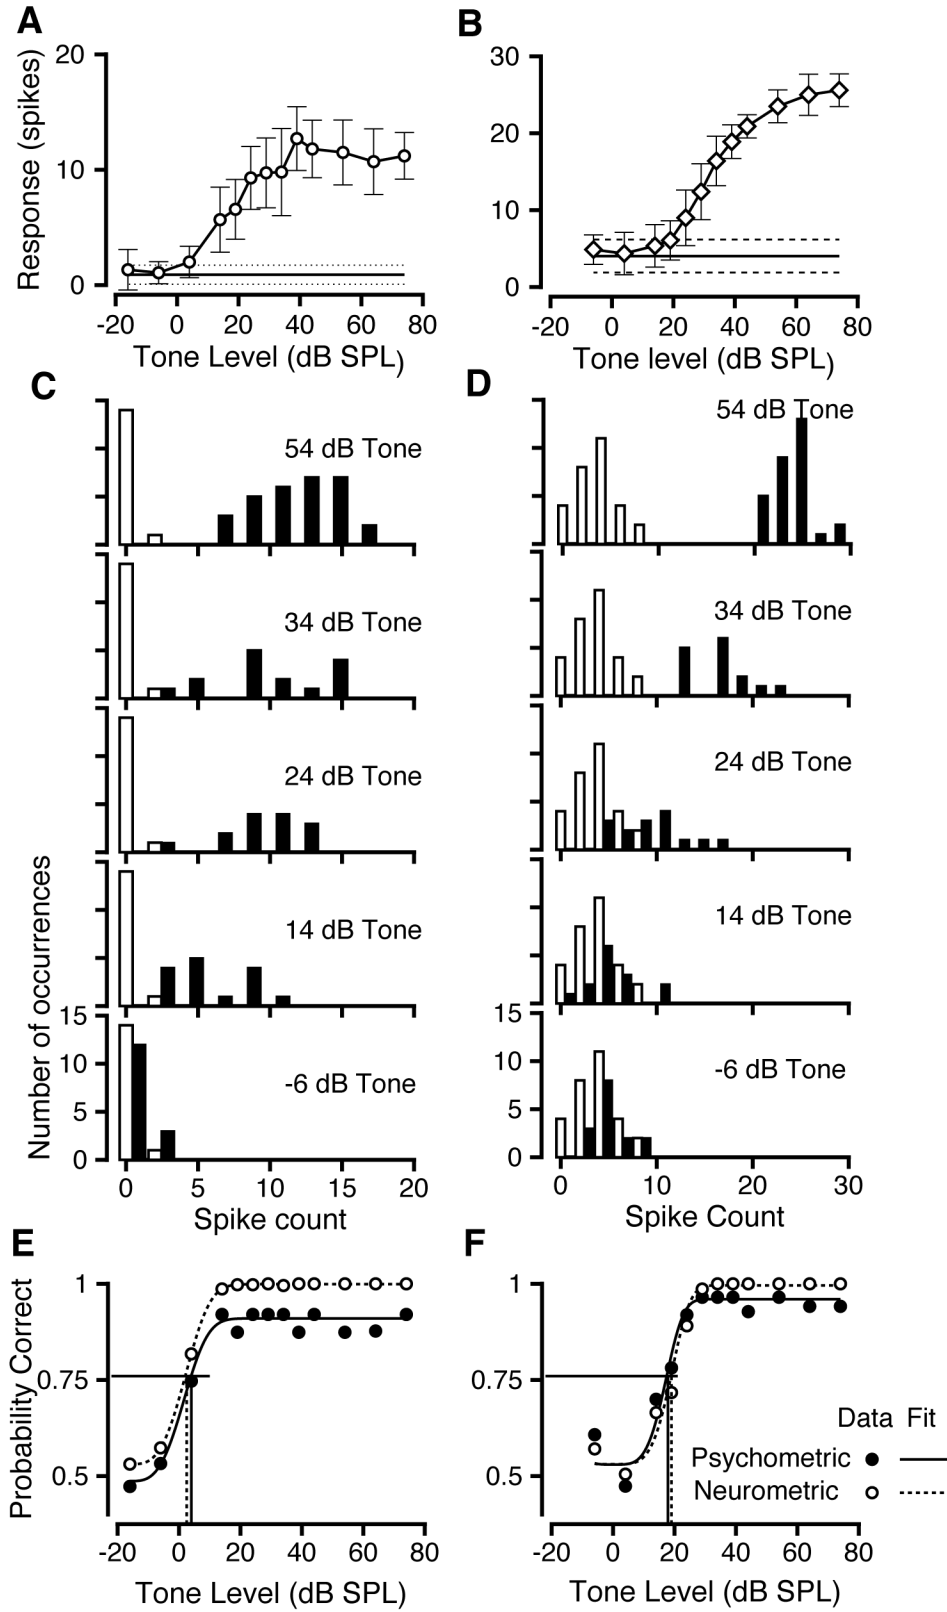 A
B
Response (spikes)
20
10
0
-20 0 20 40 60 80
Tone Level (dB SPL)
30
20
10
0
-20 0 20 40 60 80
Tone level (dB SPL)
C
D
54 dB Tone
34 dB Tone
24 dB Tone
14 dB Tone
-6 dB Tone
Number of occurrences
15
10
5
0
0 5 10 15 20
Spike count
54 dB Tone
34 dB Tone
24 dB Tone
14 dB Tone
-6 dB Tone
15
10
5
0
0 10 20 30
Spike Count
E
F
Probability Correct
1
0.75
0.5
-20 0 20 40 60 80
Tone Level (dB SPL)
1
0.75
0.5
Data Fit
Psychometric
Neurometric
-20 0 20 40 60 80
Tone Level (dB SPL)